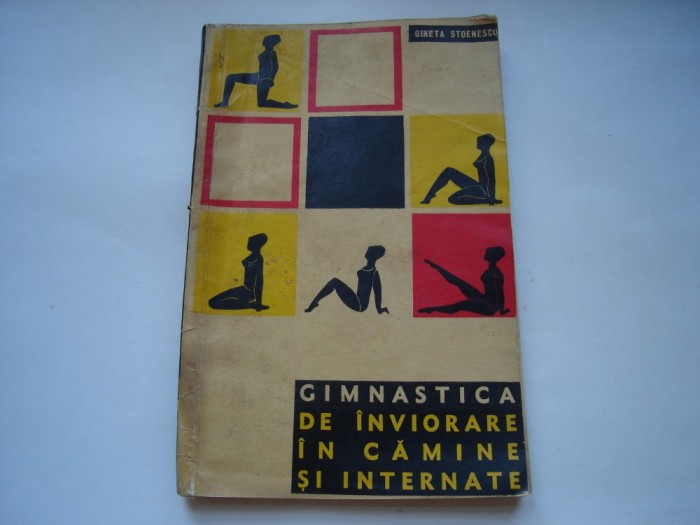 GINETA STOENESCU
GIMNASTICA
DE ÎNVIORARE
ÎN CĂMINE
ȘI INTERNATE